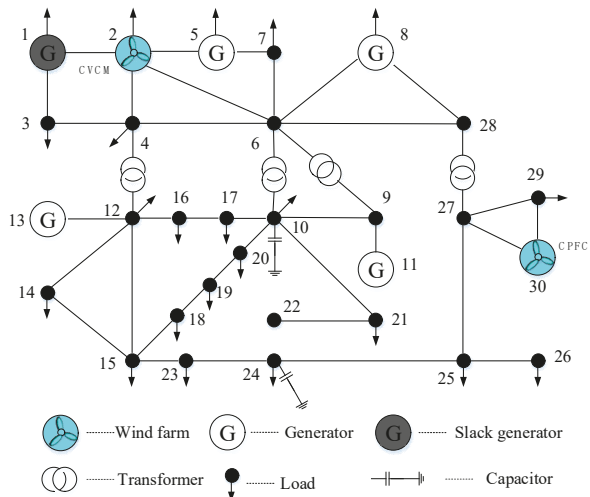 1 2 5 7 8
G G G
CVCM
3 4 6 28
29
13 G 12 16 17 10 9 27
CPFC
20 G 11 30
14 19 22
18 21
15 23 24 25 26
Wind farm G Generator G Slack generator
Transformer Load Capacitor